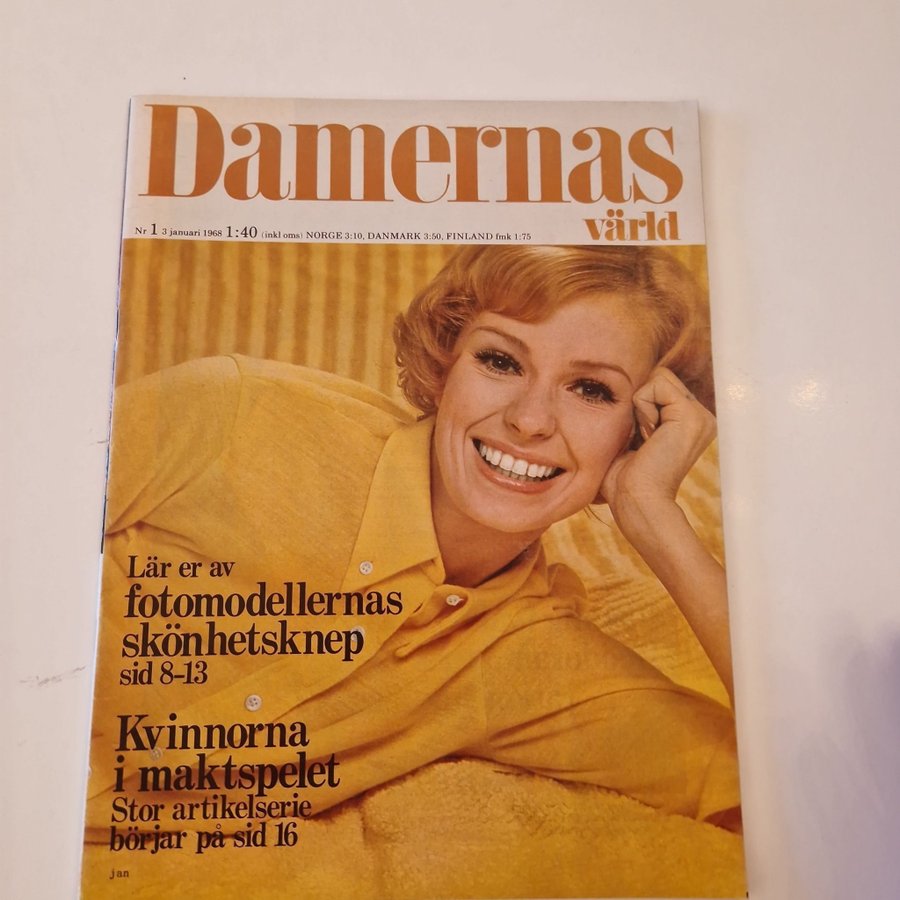 Damernas
värld
Nr 1 3 januari 1968 1:40 (inkl oms) NORGE 3:10, DANMARK 3:50, FINLAND fmk 1:75
Lär er av
fotomodellernas
skönhetsknep
sid 8–13
Kvinnorna
i maktspelet
Stor artikelserie
börjar på sid 16
jan